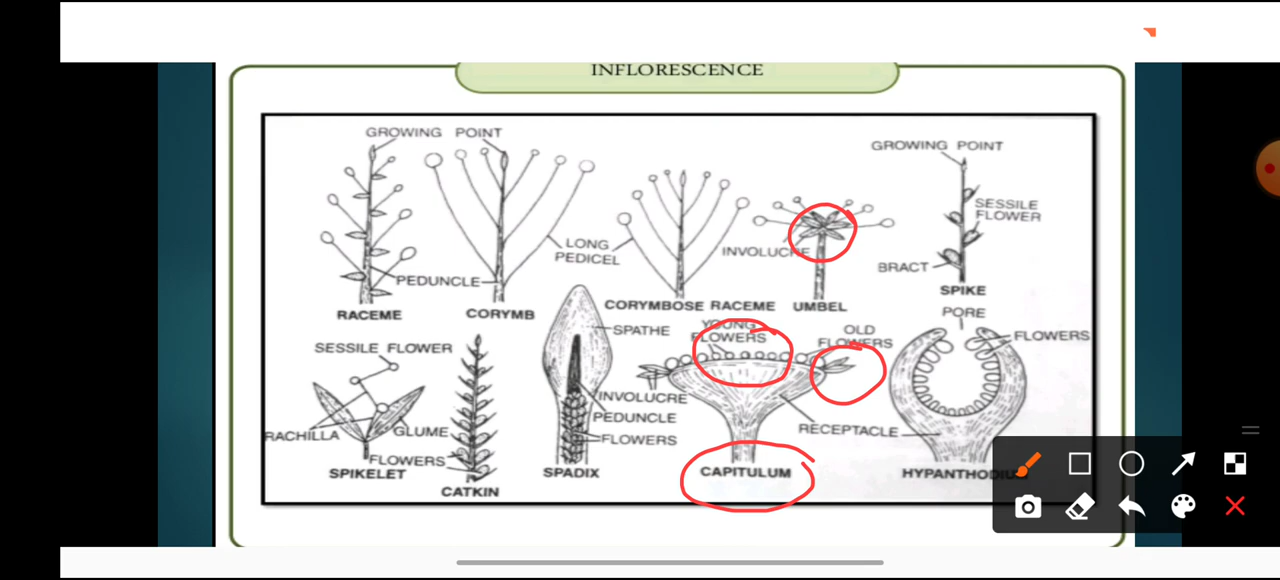 INFLORESCENCE
GROWING POINT
GROWING POINT
SESSILE
FLOWER
LONG
PEDICEL
INVOLUCRE
BRACT
PEDUNCLE
RACEME
CORYMB
CORYMBOSE RACEME
UMBEL
SPIKE
SESSILE FLOWER
SPATHE
YOUNG
FLOWERS
OLD
FLOWERS
PORE
FLOWERS
INVOLUCRE
PEDUNCLE
FLOWERS
RACHILLA
GLUME
FLOWERS
RECEPTACLE
SPIKELET
CATKIN
SPADIX
CAPITULUM
HYPANTHODIUM